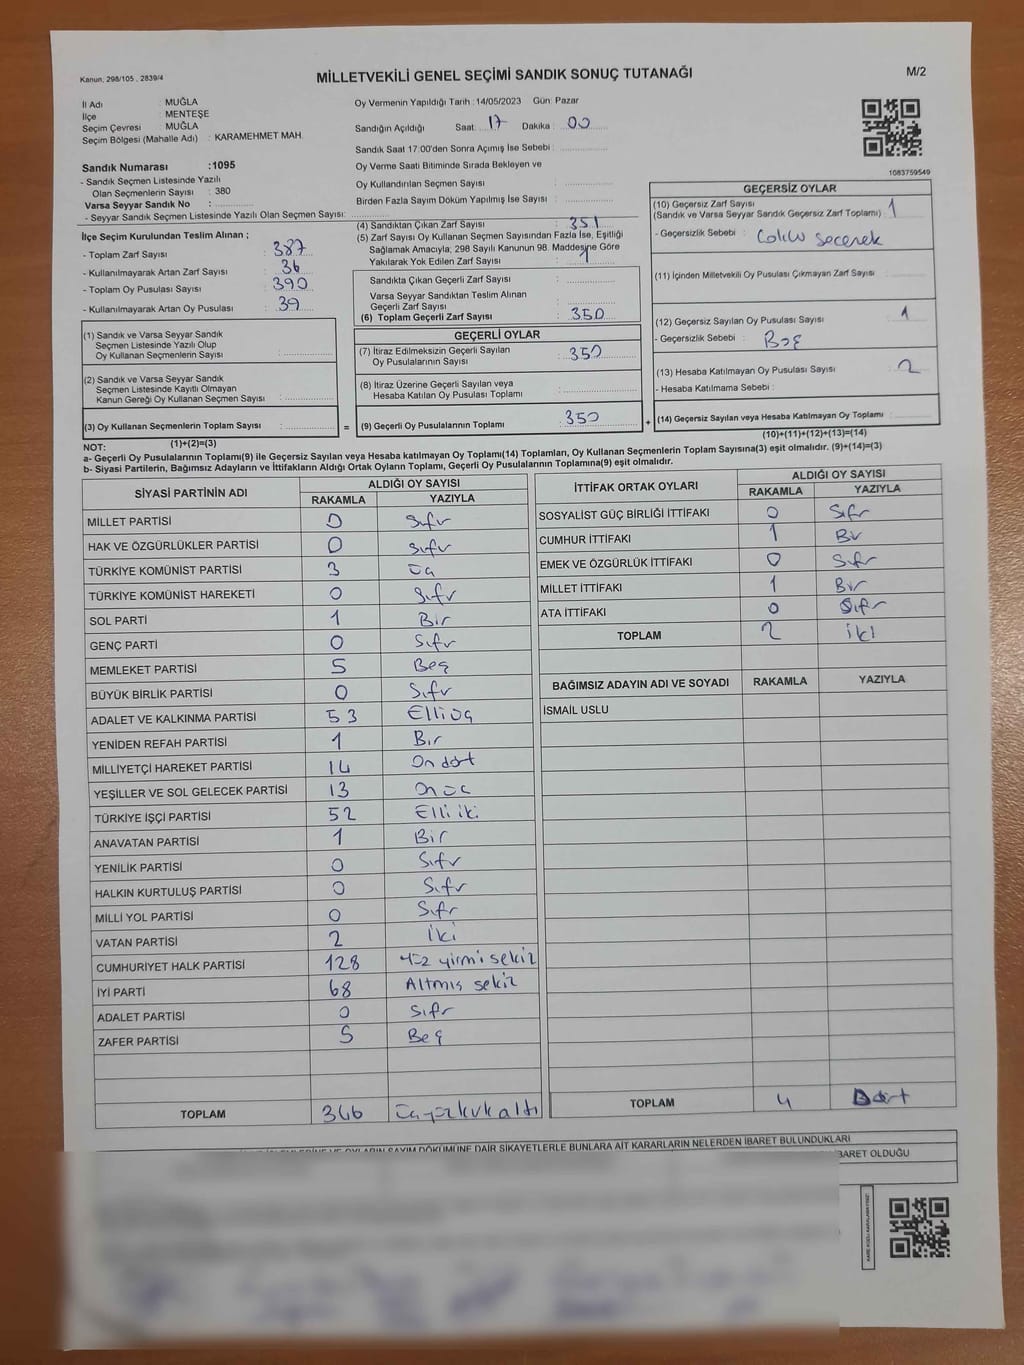 Kanun, 298/105 , 2839/4
MİLLETVEKİLİ GENEL SEÇİMİ SANDIK SONUÇ TUTANAĞI
M/2
İl Adı : MUĞLA
İlçe : MENTEŞE
Seçim Çevresi : MUĞLA
Seçim Bölgesi (Mahalle Adı) : KARAMEHMET MAH.
Sandık Numarası :1095
- Sandık Seçmen Listesinde Yazılı
Olan Seçmenlerin Sayısı : 380
Varsa Seyyar Sandık No :
- Seyyar Sandık Seçmen Listesinde Yazılı Olan Seçmen Sayısı:
İlçe Seçim Kurulundan Teslim Alınan ;
- Toplam Zarf Sayısı : 387
- Kullanılmayarak Artan Zarf Sayısı : 36
- Toplam Oy Pusulası Sayısı : 390
- Kullanılmayarak Artan Oy Pusulası : 39
(1) Sandık ve Varsa Seyyar Sandık
Seçmen Listesinde Yazılı Olup
Oy Kullanan Seçmenlerin Sayısı :
(2) Sandık ve Varsa Seyyar Sandık
Seçmen Listesinde Kayıtlı Olmayan
Kanun Gereği Oy Kullanan Seçmen Sayısı :
(3) Oy Kullanan Seçmenlerin Toplam Sayısı :
(1)+(2)=(3)
Oy Vermenin Yapıldığı Tarih : 14/05/2023 Gün: Pazar
Sandığın Açıldığı Saat: 17 Dakika : 00
Sandık Saat 17:00'den Sonra Açımış İse Sebebi :
Oy Verme Saati Bitiminde Sırada Bekleyen ve
Oy Kullandırılan Seçmen Sayısı :
Birden Fazla Sayım Döküm Yapılmış İse Sayısı :
(4) Sandıktan Çıkan Zarf Sayısı : 351
(5) Zarf Sayısı Oy Kullanan Seçmen Sayısından Fazla İse, Eşitliği
Sağlamak Amacıyla; 298 Sayılı Kanunun 98. Maddesine Göre
Yakılarak Yok Edilen Zarf Sayısı : 1
Sandıkta Çıkan Geçerli Zarf Sayısı :
Varsa Seyyar Sandıktan Teslim Alınan
Geçerli Zarf Sayısı :
(6) Toplam Geçerli Zarf Sayısı : 350
GEÇERLİ OYLAR
(7) İtiraz Edilmeksizin Geçerli Sayılan
Oy Pusulalarının Sayısı : 350
(8) İtiraz Üzerine Geçerli Sayılan veya
Hesaba Katılan Oy Pusulası Toplamı :
= (9) Geçerli Oy Pusulalarının Toplamı : 350 +
1083759549
GEÇERSİZ OYLAR
(10) Geçersiz Zarf Sayısı
(Sandık ve Varsa Seyyar Sandık Geçersiz Zarf Toplamı) : 1
- Geçersizlik Sebebi : Çoklu seçenek
(11) İçinden Milletvekili Oy Pusulası Çıkmayan Zarf Sayısı :
(12) Geçersiz Sayılan Oy Pusulası Sayısı : 1
- Geçersizlik Sebebi : Boş
(13) Hesaba Katılmayan Oy Pusulası Sayısı : 2
- Hesaba Katılmama Sebebi :
(14) Geçersiz Sayılan veya Hesaba Katılmayan Oy Toplamı :
(10)+(11)+(12)+(13)=(14)
NOT:
a- Geçerli Oy Pusulalarının Toplamı(9) ile Geçersiz Sayılan veya Hesaba katılmayan Oy Toplamı(14) Toplamları, Oy Kullanan Seçmenlerin Toplam Sayısına(3) eşit olmalıdır. (9)+(14)=(3)
b- Siyasi Partilerin, Bağımsız Adayların ve İttifakların Aldığı Ortak Oyların Toplamı, Geçerli Oy Pusulalarının Toplamına(9) eşit olmalıdır.
SİYASİ PARTİNİN ADI ALDIĞI OY SAYISI
RAKAMLA YAZIYLA
MİLLET PARTİSİ 0 Sıfır
HAK VE ÖZGÜRLÜKLER PARTİSİ 0 Sıfır
TÜRKİYE KOMÜNİST PARTİSİ 3 üç
TÜRKİYE KOMÜNİST HAREKETİ 0 Sıfır
SOL PARTİ 1 Bir
GENÇ PARTİ 0 Sıfır
MEMLEKET PARTİSİ 5 Beş
BÜYÜK BİRLİK PARTİSİ 0 Sıfır
ADALET VE KALKINMA PARTİSİ 53 Elli üç
YENİDEN REFAH PARTİSİ 1 Bir
MİLLİYETÇİ HAREKET PARTİSİ 14 On dört
YEŞİLLER VE SOL GELECEK PARTİSİ 13 On üç
TÜRKİYE İŞÇİ PARTİSİ 52 Elli iki
ANAVATAN PARTİSİ 1 Bir
YENİLİK PARTİSİ 0 Sıfır
HALKIN KURTULUŞ PARTİSİ 0 Sıfır
MİLLİ YOL PARTİSİ 0 Sıfır
VATAN PARTİSİ 2 iki
CUMHURİYET HALK PARTİSİ 128 Yüz yirmi sekiz
İYİ PARTİ 68 Altmış sekiz
ADALET PARTİSİ 0 Sıfır
ZAFER PARTİSİ 5 Beş
TOPLAM 346 üç yüz kırk altı
İTTİFAK ORTAK OYLARI ALDIĞI OY SAYISI
RAKAMLA YAZIYLA
SOSYALİST GÜÇ BİRLİĞİ İTTİFAKI 0 Sıfır
CUMHUR İTTİFAKI 1 Bir
EMEK VE ÖZGÜRLÜK İTTİFAKI 0 Sıfır
MİLLET İTTİFAKI 1 Bir
ATA İTTİFAKI 0 Sıfır
TOPLAM 2 iki
BAĞIMSIZ ADAYIN ADI VE SOYADI RAKAMLA YAZIYLA
İSMAİL USLU
TOPLAM 4 Dört
OYLARIN SAYIM DÖKÜMÜNE DAİR ŞİKAYETLERLE BUNLARA AİT KARARLARIN NELERDEN İBARET BULUNDUKLARI
İBARET OLDUĞU